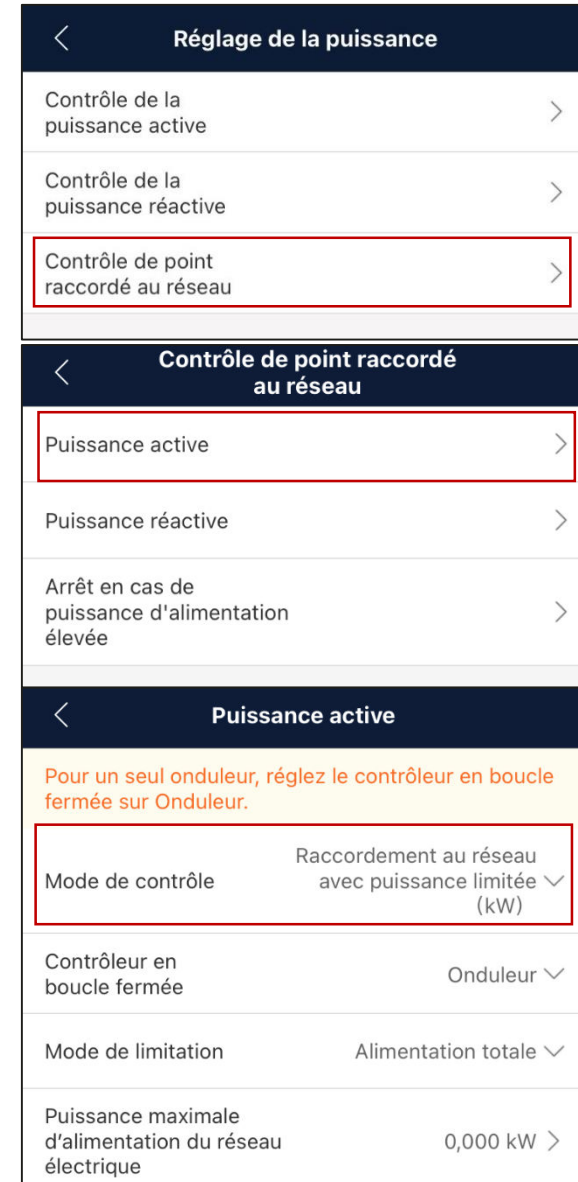 Réglage de la puissance
Contrôle de la
puissance active
Contrôle de la
puissance réactive
Contrôle de point
raccordé au réseau
Contrôle de point raccordé
au réseau
Puissance active
Puissance réactive
Arrêt en cas de
puissance d'alimentation
élevée
Puissance active
Pour un seul onduleur, réglez le contrôleur en boucle
fermée sur Onduleur.
Mode de contrôle
Raccordement au réseau
avec puissance limitée
(kW)
Contrôleur en
boucle fermée
Onduleur
Mode de limitation
Alimentation totale
Puissance maximale
d’alimentation du réseau
électrique
0,000 kW